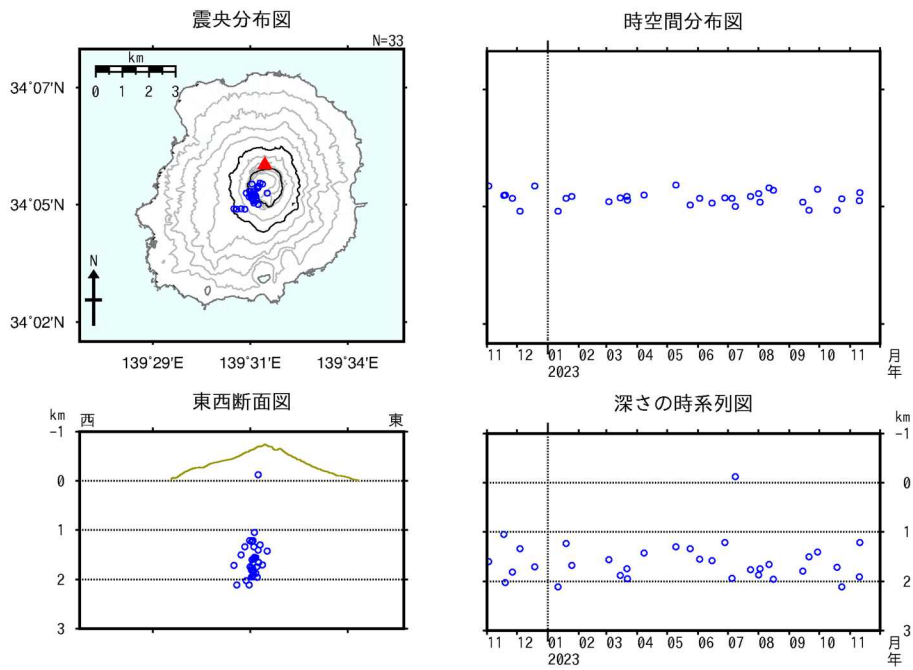 震央分布図
N=33
km
0 1 2 3
34°07'N
34°05'N
34°02'N
N
139°29'E 139°31'E 139°34'E
時空間分布図
11 12 01 02 03 04 05 06 07 08 09 10 11 月
2023 年
東西断面図
km 西 東
-1
0
1
2
3
深さの時系列図
km
-1
0
1
2
3
11 12 01 02 03 04 05 06 07 08 09 10 11 月
2023 年